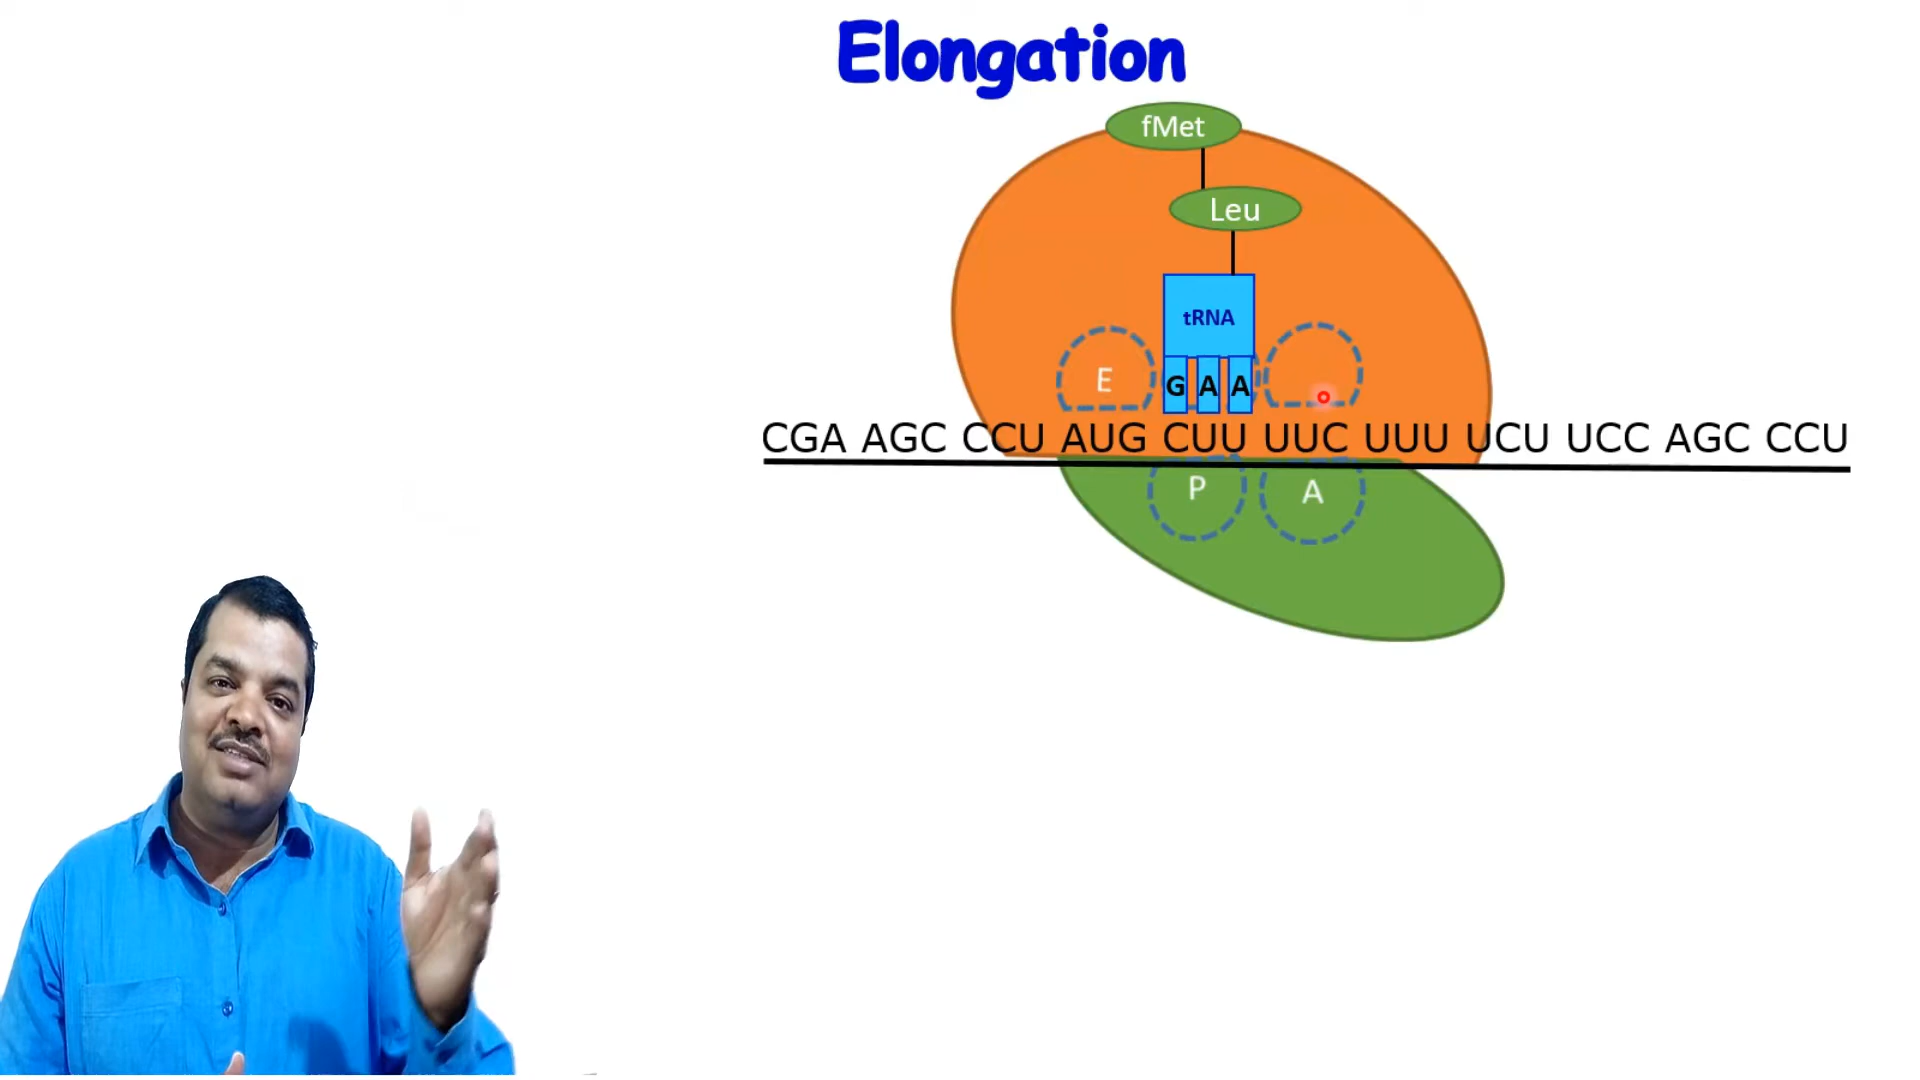 Elongation
fMet
Leu
tRNA
E
G A A
CGA AGC CCU AUG CUU UUC UUU UCU UCC AGC CCU
P A